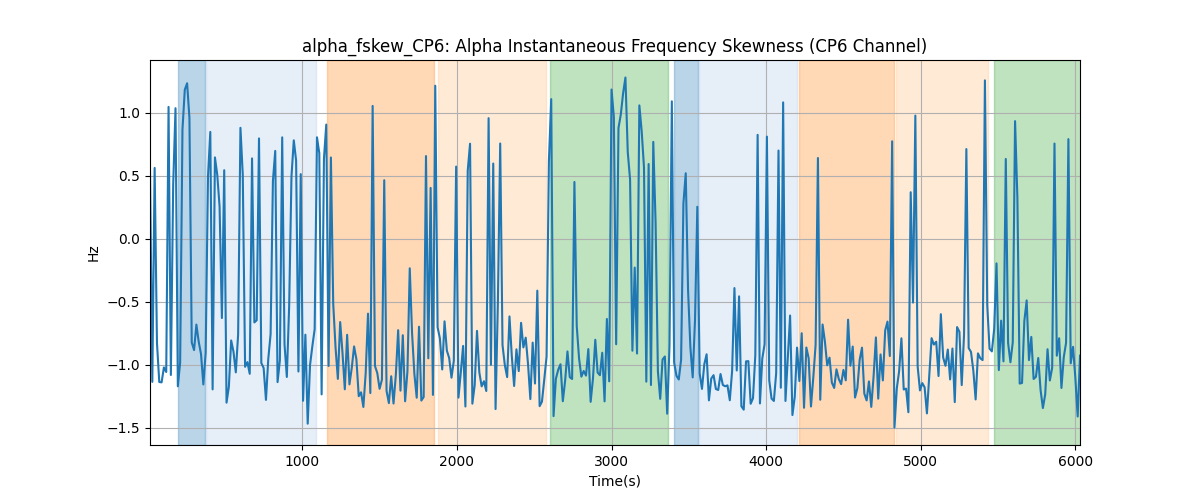 alpha_fskew_CP6: Alpha Instantaneous Frequency Skewness (CP6 Channel)
1.0
0.5
0.0
−0.5
−1.0
−1.5
Hz
1000 2000 3000 4000 5000 6000
Time(s)